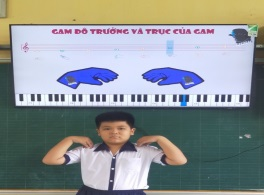 GAM ĐÔ TRƯỞNG VÀ TRỤC CỦA GAM